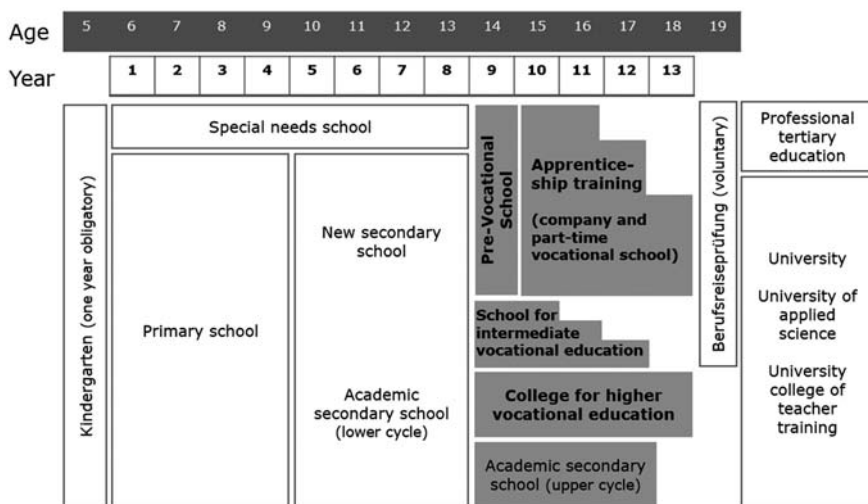 Age
5 6 7 8 9 10 11 12 13 14 15 16 17 18 19
Year
1 2 3 4 5 6 7 8 9 10 11 12 13
Kindergarten (one year obligatory)
Special needs school
Primary school
New secondary
school
Academic
secondary school
(lower cycle)
Pre-Vocational
School
Apprentice-
ship training
(company and
part-time
vocational school)
School for
intermediate
vocational education
College for higher
vocational education
Academic secondary
school (upper cycle)
Berufsreiseprüfung (voluntary)
Professional
tertiary
education
University
University of
applied
science
University
college of
teacher
training